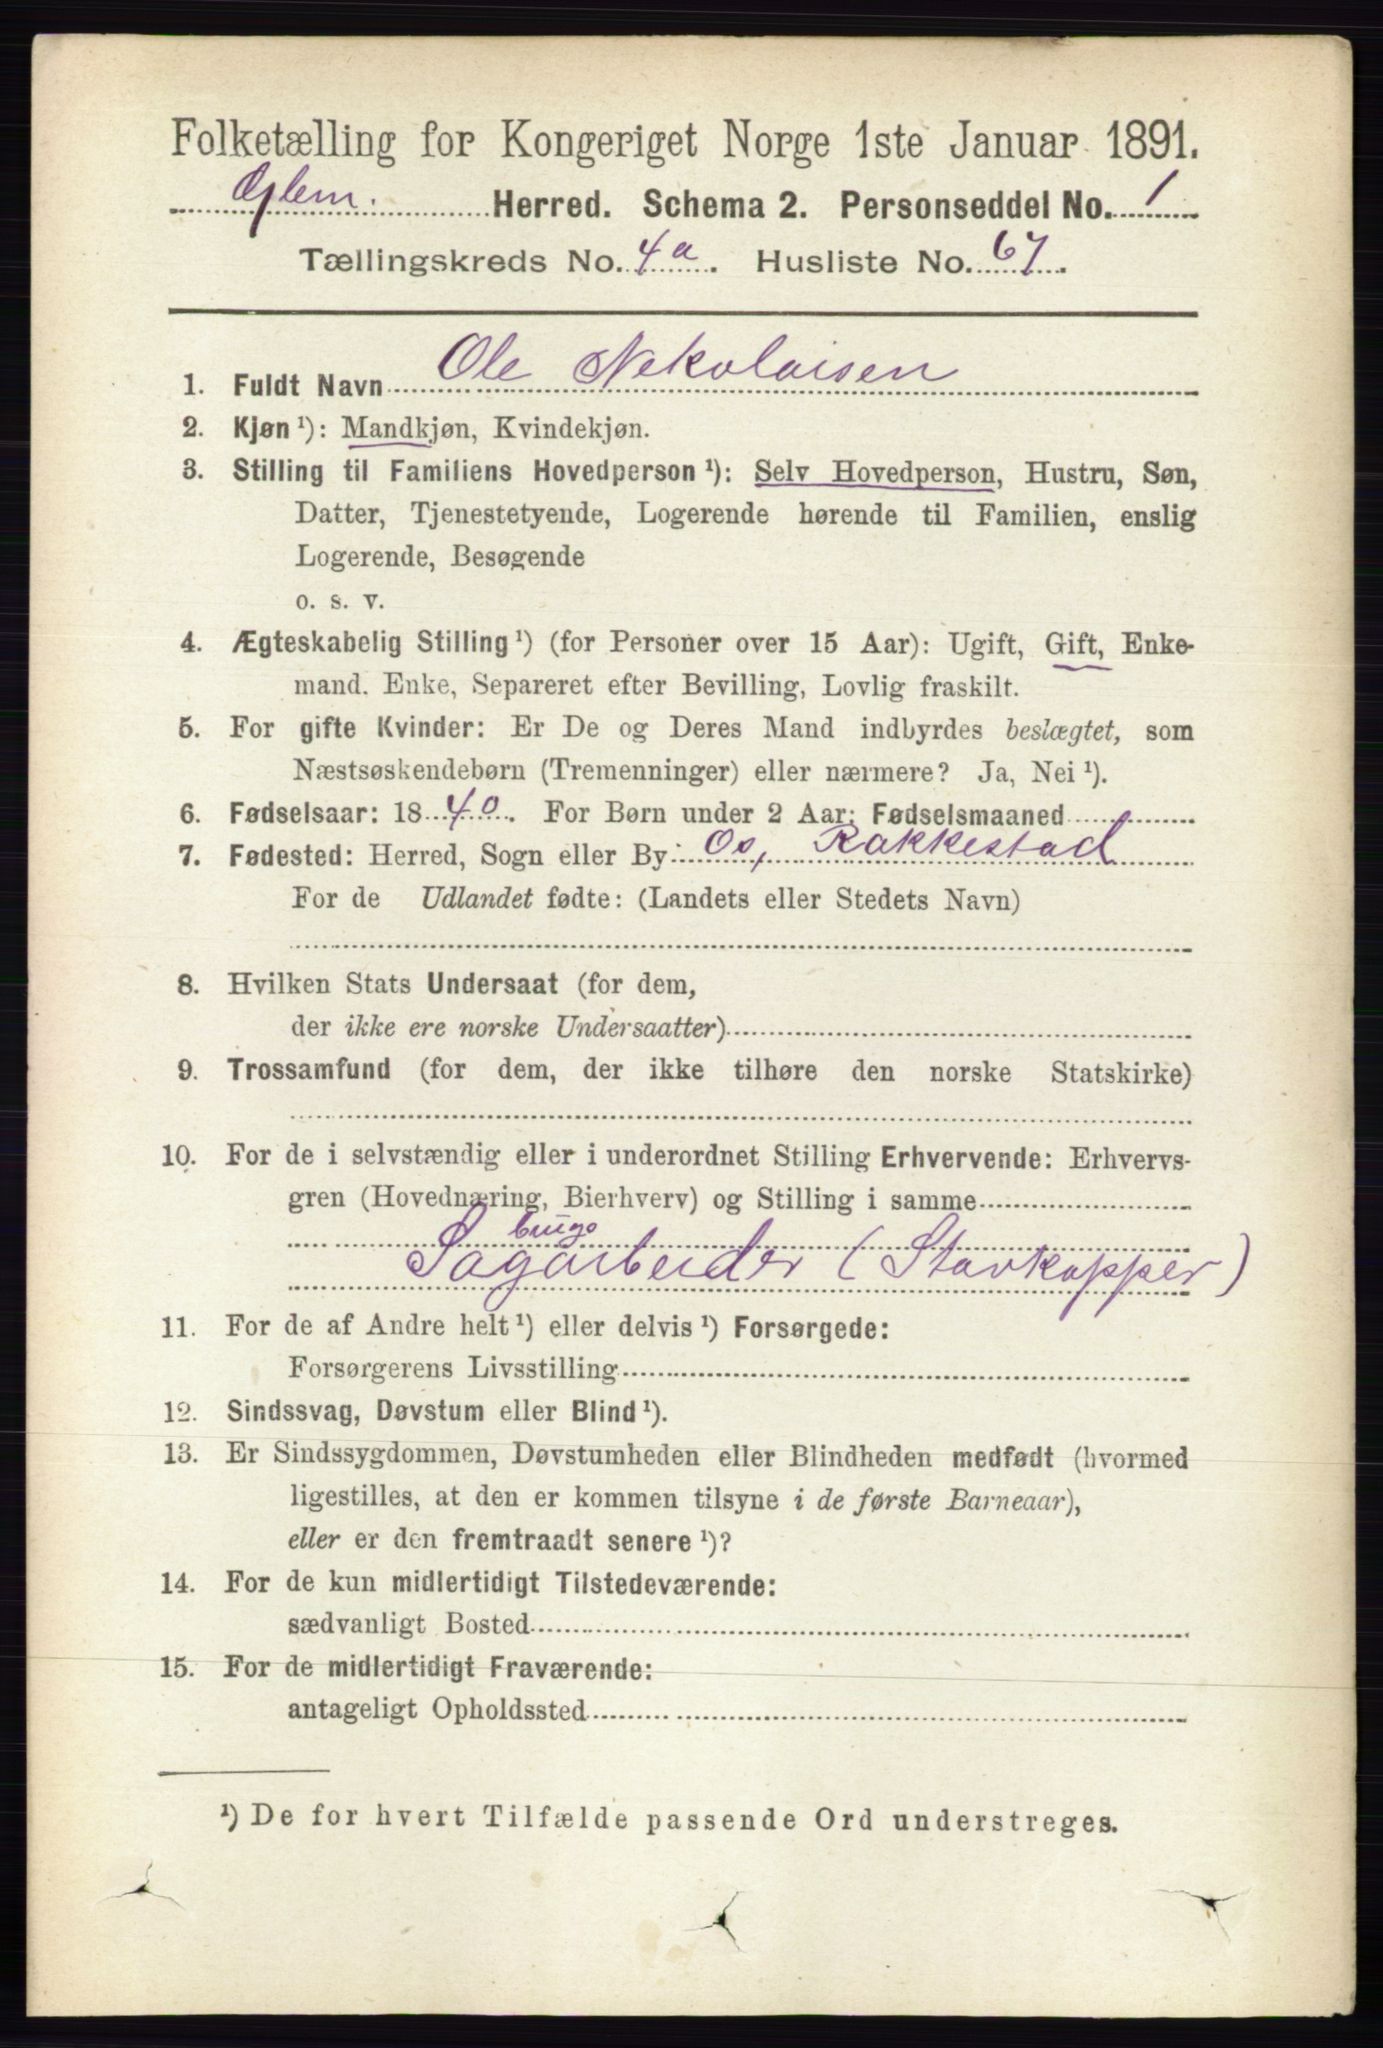 Folketælling for Kongeriget Norge 1ste Januar 1891.
Glem. Herred. Schema 2. Personseddel No. 1
Tællingskreds No. 4a. Husliste No. 67.
1. Fuldt Navn Ole Nekolaisen
2. Kjøn ¹): Mandkjøn, Kvindekjøn.
3. Stilling til Familiens Hovedperson ¹): Selv Hovedperson, Hustru, Søn,
Datter, Tjenestetyende, Logerende hørende til Familien, enslig
Logerende, Besøgende
o. s. v.
4. Ægteskabelig Stilling ¹) (for Personer over 15 Aar): Ugift, Gift, Enke-
mand, Enke, Separeret efter Bevilling, Lovlig fraskilt.
5. For gifte Kvinder: Er De og Deres Mand indbyrdes beslægtet, som
Næstsøskendebørn (Tremenninger) eller nærmere? Ja, Nei ¹).
6. Fødselsaar: 1840. For Børn under 2 Aar: Fødselsmaaned
7. Fødested: Herred, Sogn eller By: Os, Rakkestad
For de Udlandet fødte: (Landets eller Stedets Navn)
8. Hvilken Stats Undersaat (for dem,
der ikke ere norske Undersaatter)
9. Trossamfund (for dem, der ikke tilhøre den norske Statskirke)
10. For de i selvstændig eller i underordnet Stilling Erhvervende: Erhvervs-
gren (Hovednæring, Bierhverv) og Stilling i samme
brugs
Sagarbeider (Stavkapper)
11. For de af Andre helt ¹) eller delvis ¹) Forsørgede:
Forsørgerens Livsstilling
12. Sindssvag, Døvstum eller Blind ¹).
13. Er Sindssygdommen, Døvstumheden eller Blindheden medfødt (hvormed
ligestilles, at den er kommen tilsyne i de første Barneaar),
eller er den fremtraadt senere ¹)?
14. For de kun midlertidigt Tilstedeværende:
sædvanligt Bosted
15. For de midlertidigt Fraværende:
antageligt Opholdssted
¹) De for hvert Tilfælde passende Ord understreges.